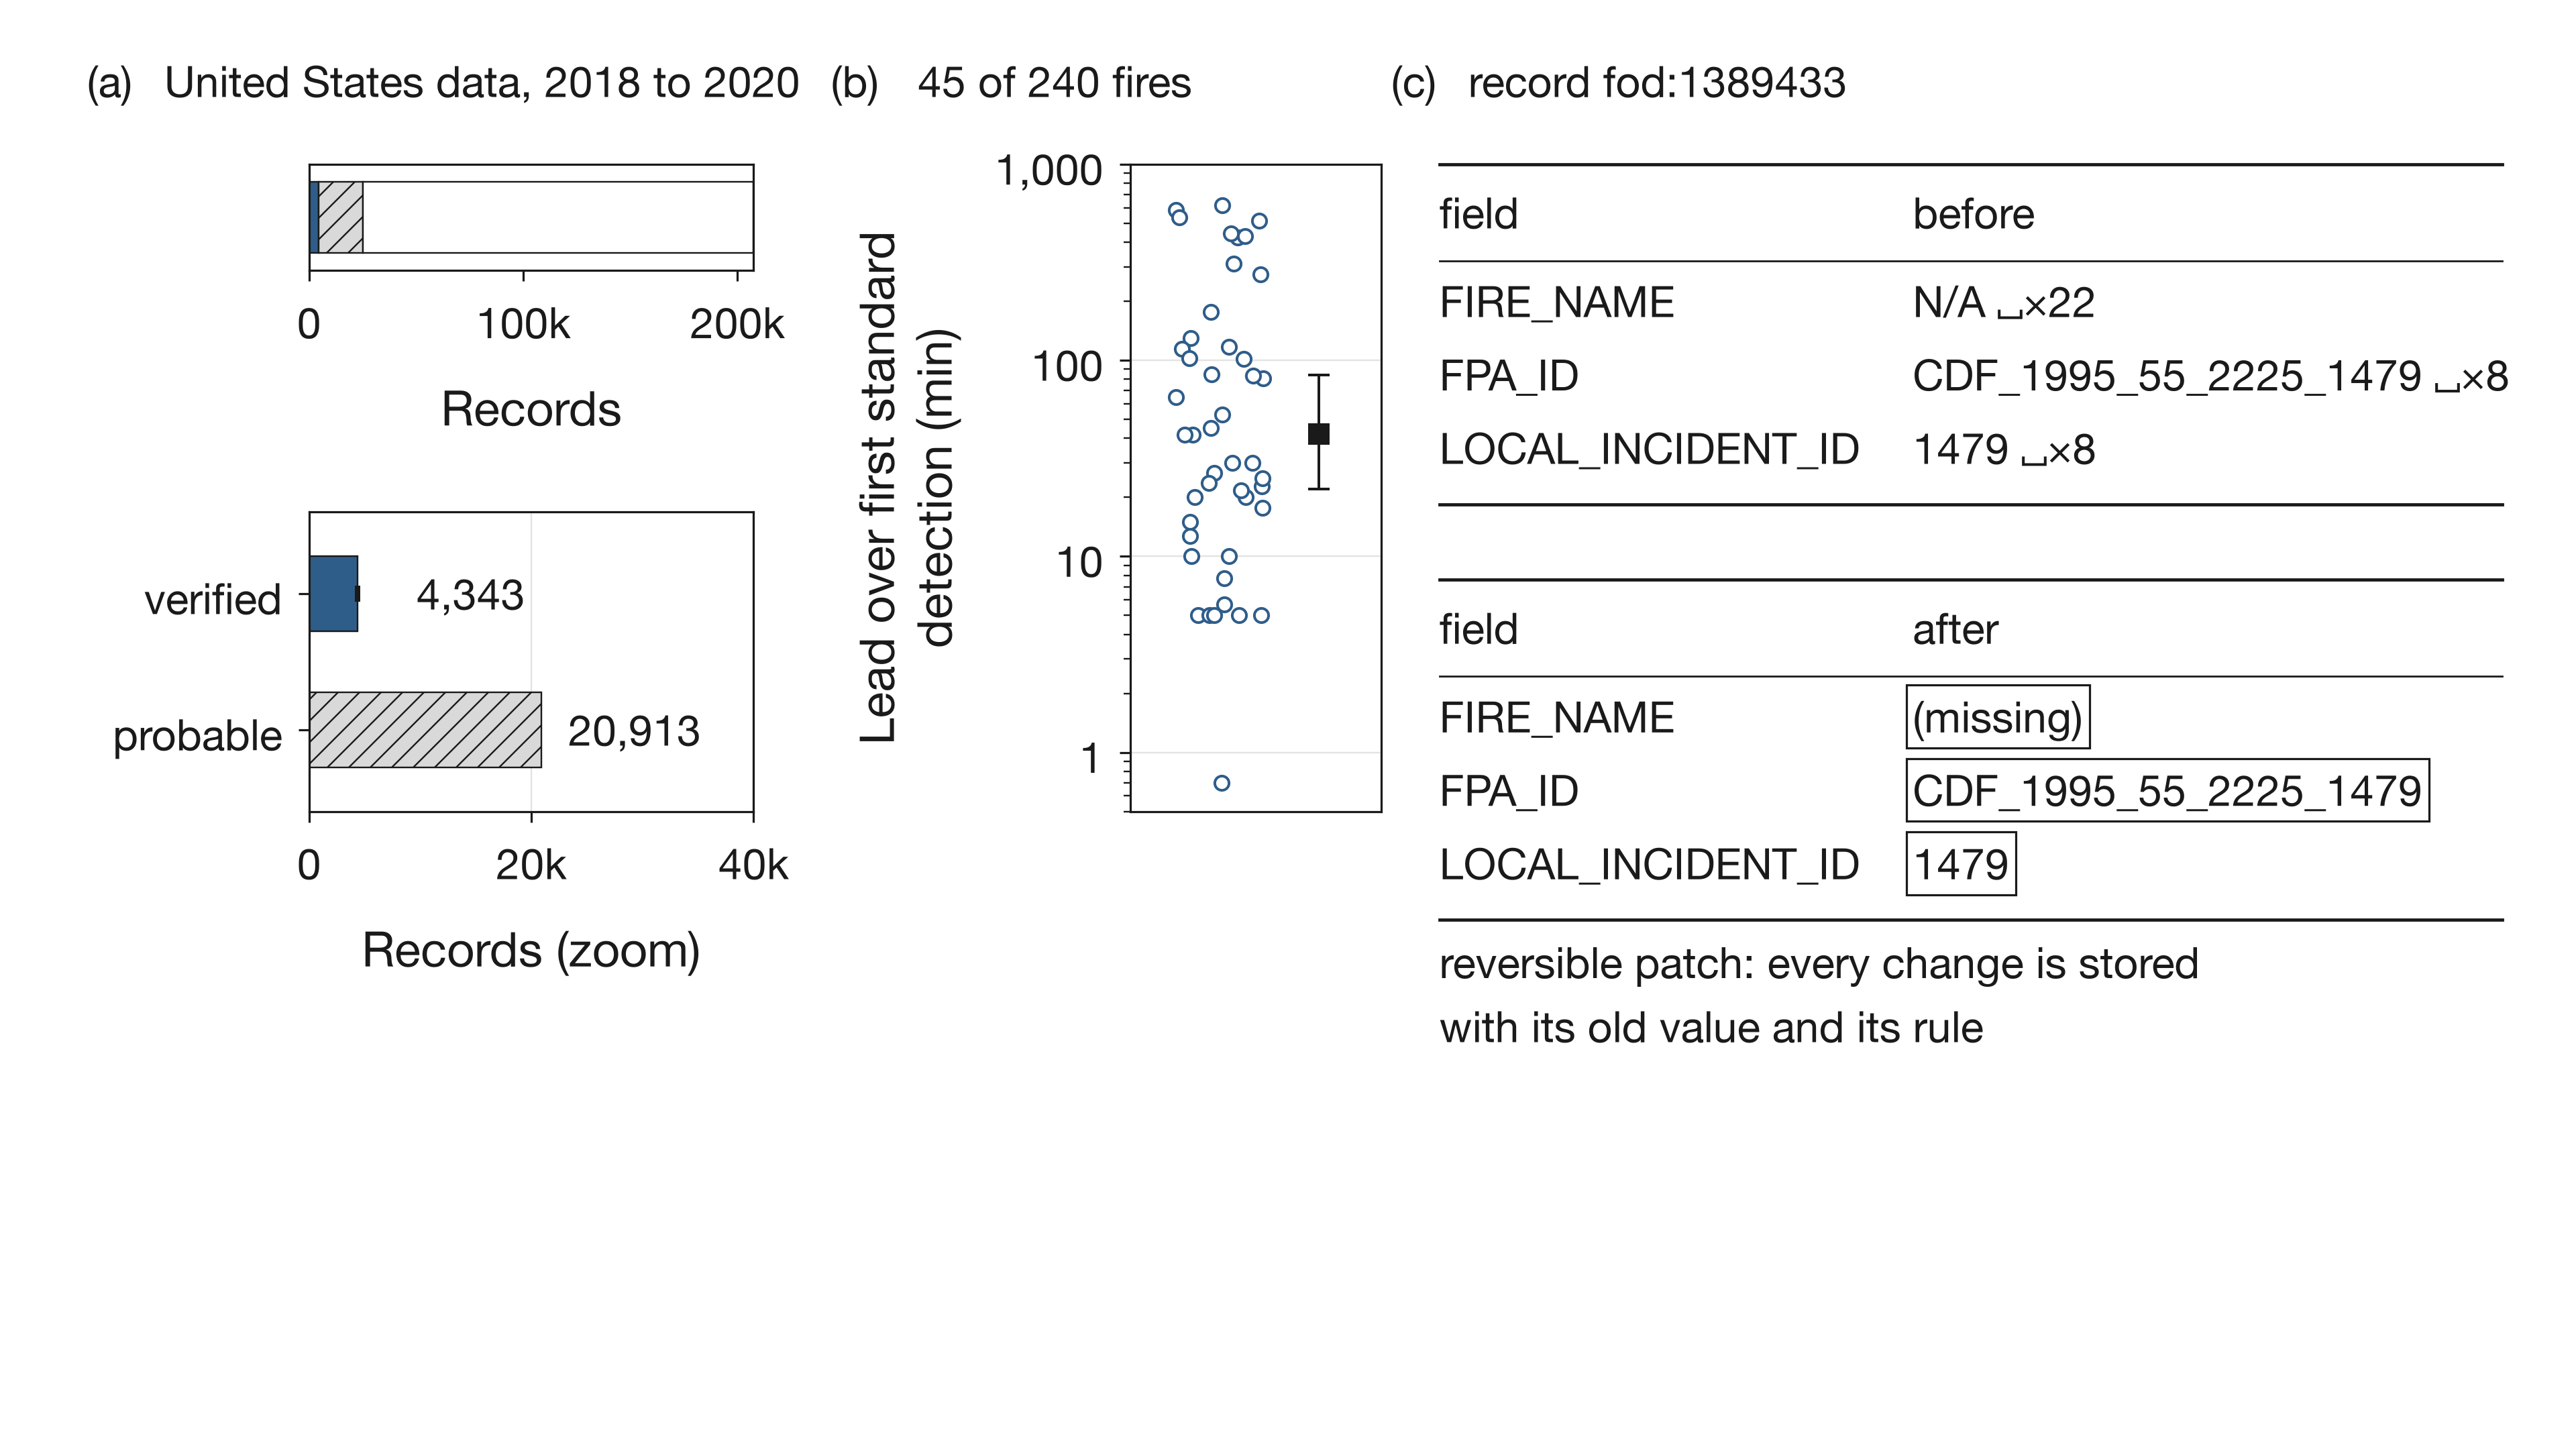 (a) United States data, 2018 to 2020
0 100k 200k
Records
verified 4,343
probable 20,913
0 20k 40k
Records (zoom)
(b) 45 of 240 fires
Lead over first standard
detection (min)
1,000
100
10
1
(c) record fod:1389433
field before
FIRE_NAME N/A ␣×22
FPA_ID CDF_1995_55_2225_1479 ␣×8
LOCAL_INCIDENT_ID 1479 ␣×8
field after
FIRE_NAME (missing)
FPA_ID CDF_1995_55_2225_1479
LOCAL_INCIDENT_ID 1479
reversible patch: every change is stored
with its old value and its rule